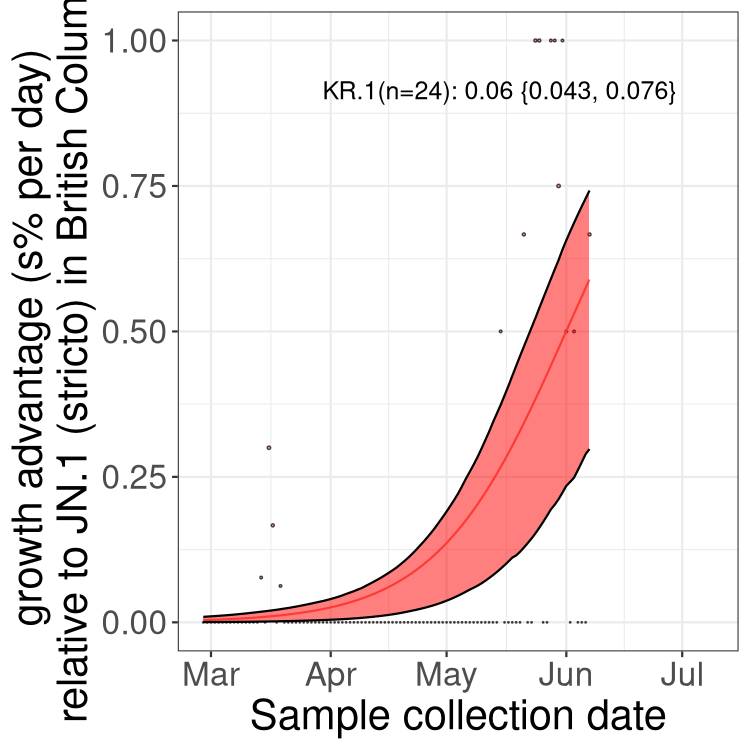 growth advantage (s% per day)
relative to JN.1 (stricto) in British Colum
1.00
0.75
0.50
0.25
0.00
KR.1(n=24): 0.06 {0.043, 0.076}
Mar Apr May Jun Jul
Sample collection date